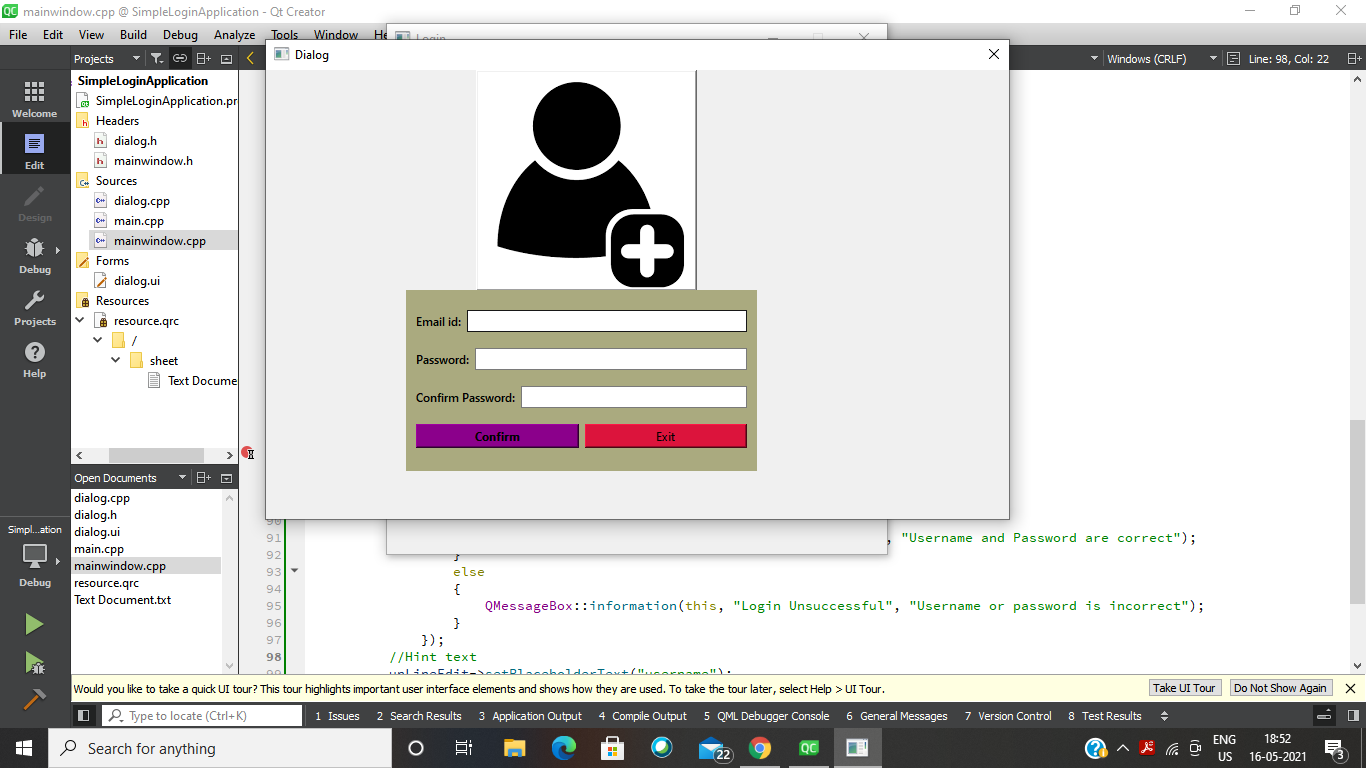 mainwindow.cpp @ SimpleLoginApplication - Qt Creator
File Edit View Build Debug Analyze Tools Window He
Login
Projects
Dialog
Windows (CRLF)
Line: 98, Col: 22
SimpleLoginApplication
SimpleLoginApplication.pr
Headers
dialog.h
mainwindow.h
Sources
dialog.cpp
main.cpp
mainwindow.cpp
Forms
dialog.ui
Resources
resource.qrc
/
sheet
Text Docume
Welcome
Edit
Design
Debug
Projects
Help
Email id:
Password:
Confirm Password:
Confirm Exit
Open Documents
dialog.cpp
dialog.h
dialog.ui
main.cpp
mainwindow.cpp
resource.qrc
Text Document.txt
Simpl...ation
Debug
90
91 , "Username and Password are correct");
92 }
93 else
94 {
95 QMessageBox::information(this, "Login Unsuccessful", "Username or password is incorrect");
96 }
97 });
98 //Hint text
99 unLineEdit->setPlaceholderText("username");
Would you like to take a quick UI tour? This tour highlights important user interface elements and shows how they are used. To take the tour later, select Help > UI Tour.
Take UI Tour
Do Not Show Again
Type to locate (Ctrl+K)
1 Issues 2 Search Results 3 Application Output 4 Compile Output 5 QML Debugger Console 6 General Messages 7 Version Control 8 Test Results
Search for anything
22
ENG
US
18:52
16-05-2021
3